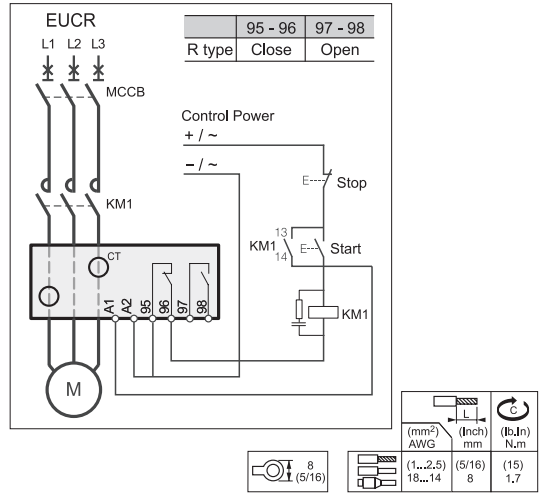 EUCR
L1 L2 L3
95 - 96 97 - 98
R type Close Open
MCCB
Control Power
+ / ~
– / ~
E Stop
KM1
13
KM1
14
E Start
CT
A1 A2 95 96 97 98
KM1
M
L
C
(mm²) (Inch) (lb.In)
AWG mm N.m
8
(5/16)
(1...2.5) (5/16) (15)
18...14 8 1.7